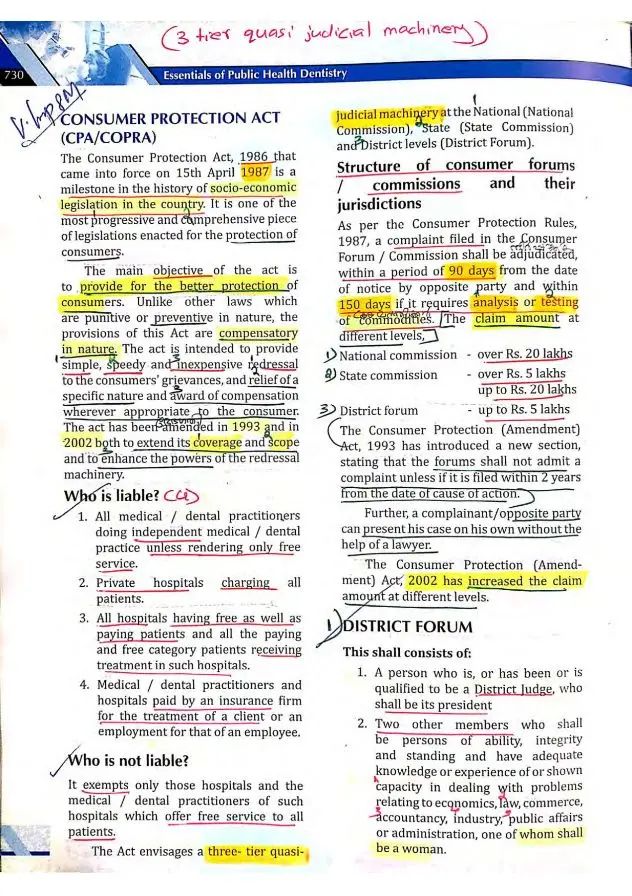 (3 tier quasi judicial machinery)
730
Essentials of Public Health Dentistry
V. Imp
CONSUMER PROTECTION ACT
(CPA/COPRA)
The Consumer Protection Act, 1986 that
came into force on 15th April 1987 is a
milestone in the history of socio-economic
legislation in the country. It is one of the
most progressive and comprehensive piece
of legislations enacted for the protection of
consumers.
The main objective of the act is
to provide for the better protection of
consumers. Unlike other laws which
are punitive or preventive in nature, the
provisions of this Act are compensatory
in nature. The act is intended to provide
simple, speedy and inexpensive redressal
to the consumers' grievances, and relief of a
specific nature and award of compensation
wherever appropriate to the consumer.
The act has been amended in 1993 and in
2002 both to extend its coverage and scope
and to enhance the powers of the redressal
machinery.
Who is liable? (4)
1. All medical / dental practitioners
doing independent medical / dental
practice unless rendering only free
service.
2. Private hospitals charging all
patients.
3. All hospitals having free as well as
paying patients and all the paying
and free category patients receiving
treatment in such hospitals.
4. Medical / dental practitioners and
hospitals paid by an insurance firm
for the treatment of a client or an
employment for that of an employee.
Who is not liable?
It exempts only those hospitals and the
medical / dental practitioners of such
hospitals which offer free service to all
patients.
The Act envisages a three- tier quasi-
judicial machinery at the National (National
Commission), State (State Commission)
and District levels (District Forum).
Structure of consumer forums
/ commissions and their
jurisdictions
As per the Consumer Protection Rules,
1987, a complaint filed in the Consumer
Forum / Commission shall be adjudicated,
within a period of 90 days from the date
of notice by opposite party and within
150 days if it requires analysis or testing
of commodities. The claim amount at
different levels,
1) National commission - over Rs. 20 lakhs
2) State commission - over Rs. 5 lakhs
up to Rs. 20 lakhs
3) District forum - up to Rs. 5 lakhs
The Consumer Protection (Amendment)
Act, 1993 has introduced a new section,
stating that the forums shall not admit a
complaint unless if it is filed within 2 years
from the date of cause of action.
Further, a complainant/opposite party
can present his case on his own without the
help of a lawyer.
The Consumer Protection (Amend-
ment) Act, 2002 has increased the claim
amount at different levels.
1) DISTRICT FORUM
This shall consists of:
1. A person who is, or has been or is
qualified to be a District Judge, who
shall be its president
2. Two other members who shall
be persons of ability, integrity
and standing and have adequate
knowledge or experience of or shown
capacity in dealing with problems
relating to economics, law, commerce,
accountancy, industry, public affairs
or administration, one of whom shall
be a woman.